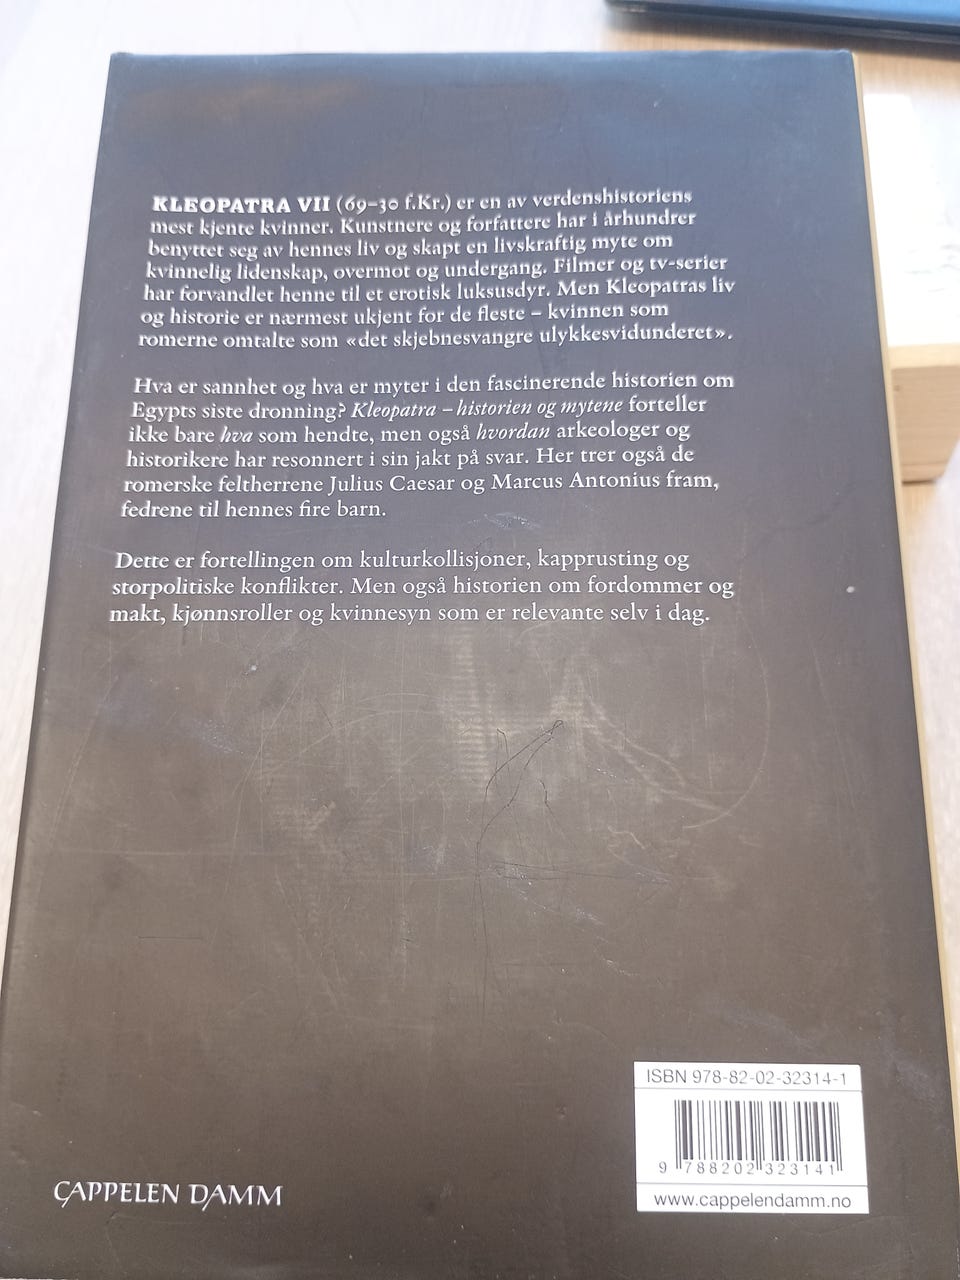 KLEOPATRA VII (69–30 f.Kr.) er en av verdenshistoriens
mest kjente kvinner. Kunstnere og forfattere har i århundrer
benyttet seg av hennes liv og skapt en livskraftig myte om
kvinnelig lidenskap, overmot og undergang. Filmer og tv-serier
har forvandlet henne til et erotisk luksusdyr. Men Kleopatras liv
og historie er nærmest ukjent for de fleste – kvinnen som
romerne omtalte som «det skjebnesvangre ulykkesvidunderet».
Hva er sannhet og hva er myter i den fascinerende historien om
Egypts siste dronning? Kleopatra – historien og mytene forteller
ikke bare hva som hendte, men også hvordan arkeologer og
historikere har resonnert i sin jakt på svar. Her trer også de
romerske feltherrene Julius Caesar og Marcus Antonius fram,
fedrene til hennes fire barn.
Dette er fortellingen om kulturkollisjoner, kapprusting og
storpolitiske konflikter. Men også historien om fordommer og
makt, kjønnsroller og kvinnesyn som er relevante selv i dag.
ISBN 978-82-02-32314-1
9 788202 323141
www.cappelendamm.no
CAPPELEN DAMM